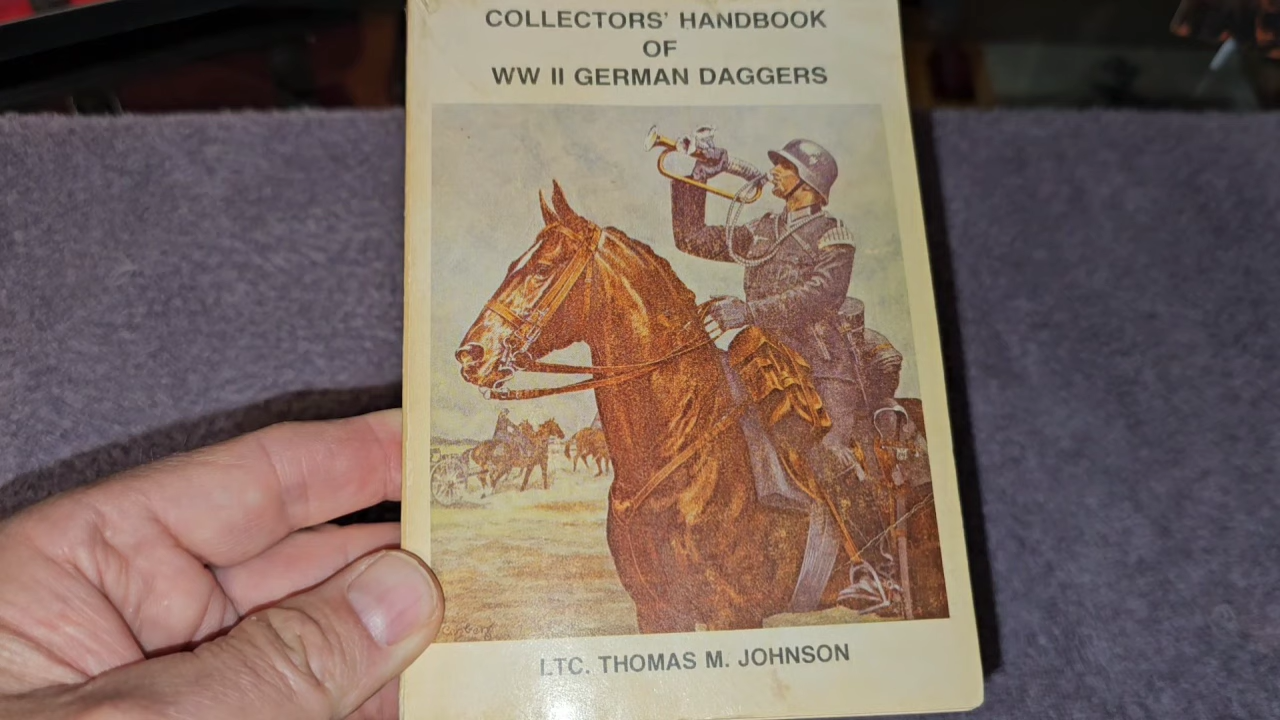 COLLECTORS' HANDBOOK
OF
WW II GERMAN DAGGERS
LTC. THOMAS M. JOHNSON